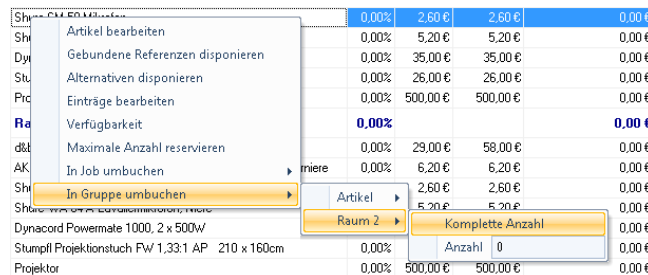 Shure SM 58 Mikrofon 0,00% 2,60 € 2,60 € 0,00 €
Artikel bearbeiten 0,00% 5,20 € 5,20 € 0,00 €
Gebundene Referenzen disponieren 0,00% 35,00 € 35,00 € 0,00 €
Alternativen disponieren 0,00% 26,00 € 26,00 € 0,00 €
Einträge bearbeiten 0,00% 500,00 € 500,00 € 0,00 €
Verfügbarkeit 0,00% 0,00 €
Maximale Anzahl reservieren 0,00% 29,00 € 58,00 € 0,00 €
In Job umbuchen 0,00% 6,20 € 6,20 € 0,00 €
In Gruppe umbuchen 2,60 € 2,60 € 0,00 €
Artikel 5,20 € 5,20 € 0,00 €
Dynacord Powermate 1000, 2 x 500W Raum 2 Komplette Anzahl
Stumpfl Projektionstuch FW 1,33:1 AP 210 x 160cm 0,00% Anzahl 0 0,00 €
Projektor 0,00% 500,00 € 500,00 € 0,00 €